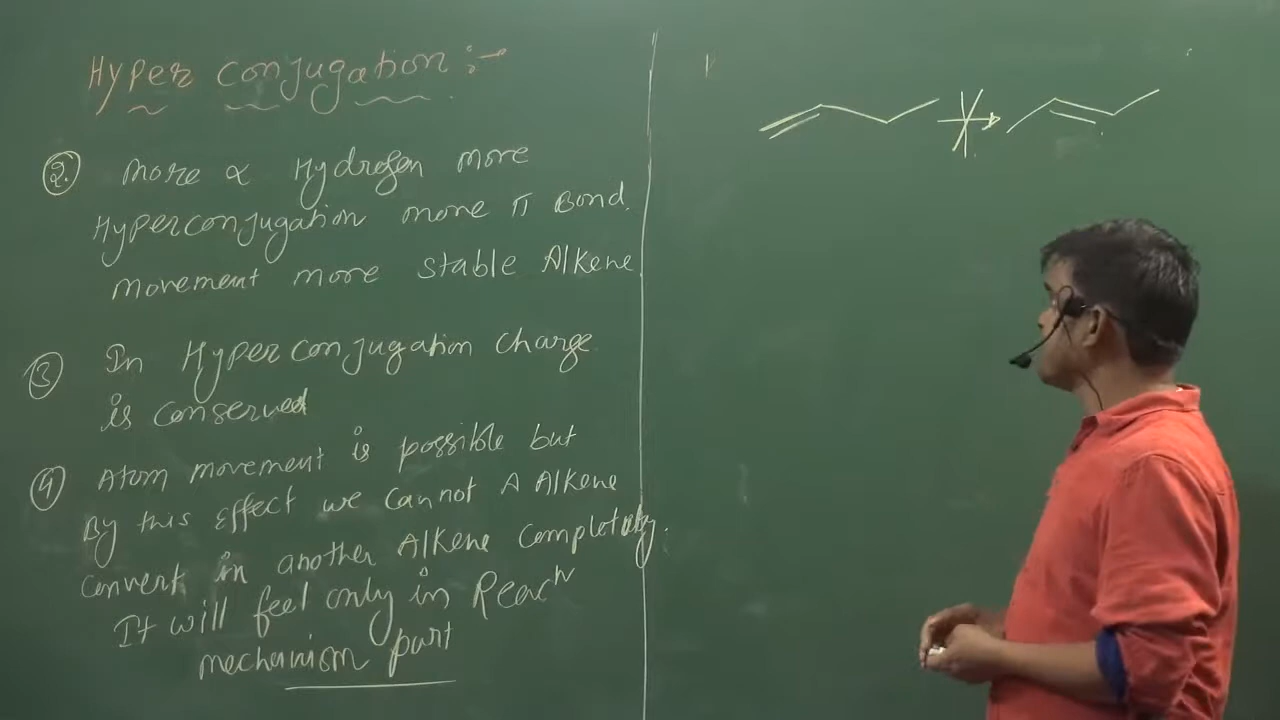 Hyper conjugation :-
② more α Hydrogen more
Hyperconjugation more π Bond
movement more stable Alkene
③ In Hyperconjugation charge
is conserved
④ Atom movement is possible but
By this effect we cannot A Alkene
convert in another Alkene completely.
It will feel only in Reacⁿ
mechanism part